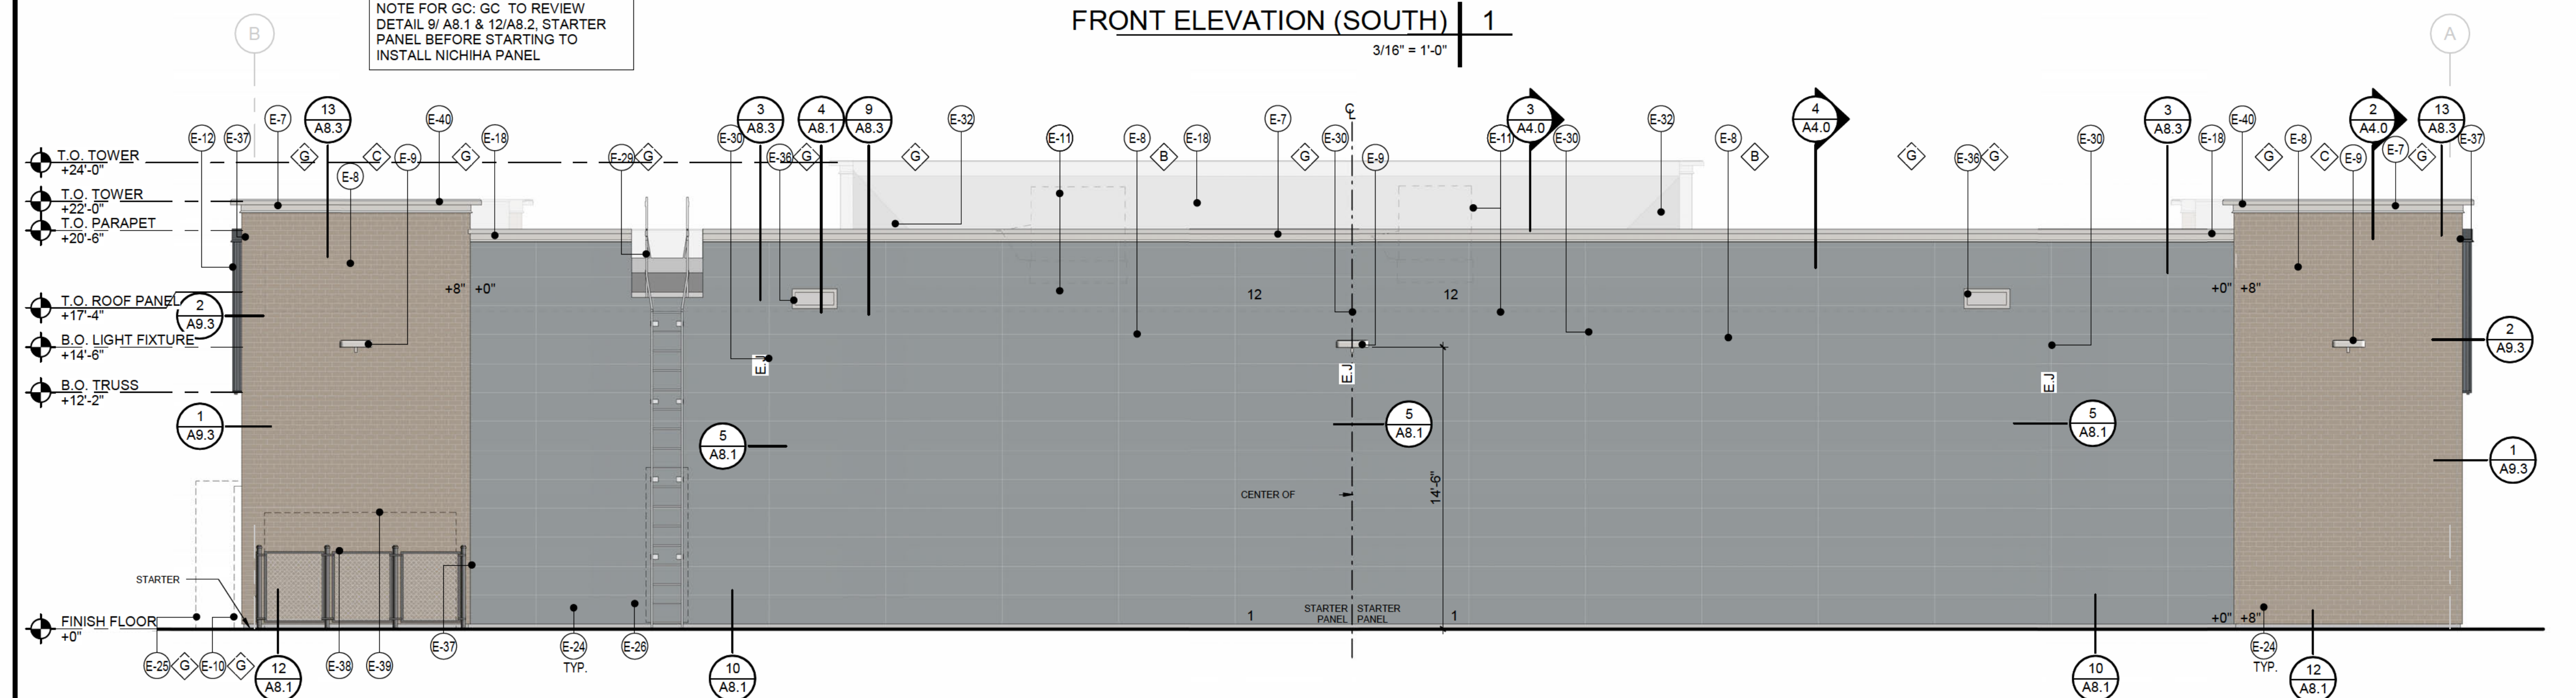 NOTE FOR GC: GC TO REVIEW
DETAIL 9/ A8.1 & 12/A8.2, STARTER
PANEL BEFORE STARTING TO
INSTALL NICHIHA PANEL
FRONT ELEVATION (SOUTH) 1
3/16" = 1'-0"
B
A
13
A8.3
3
A8.3
4
A8.1
9
A8.3
3
A4.0
4
A4.0
3
A8.3
2
A4.0
13
A8.3
E-12
E-37
E-7
E-40
E-18
E-30
E-32
E-11
E-8
E-18
E-7
E-30
E-11
E-30
E-32
E-8
E-30
E-18
E-40
E-8
E-7
E-37
G
C
E-9
G
E-29
G
E-36
G
G
B
G
E-9
B
G
E-36
G
G
C
E-9
G
E-8
T.O. TOWER
+24'-0"
T.O. TOWER
+22'-0"
T.O. PARAPET
+20'-6"
T.O. ROOF PANEL
+17'-4"
B.O. LIGHT FIXTURE
+14'-6"
B.O. TRUSS
+12'-2"
FINISH FLOOR
+0"
2
A9.3
1
A9.3
+8" +0"
12
12
+0" +8"
2
A9.3
1
A9.3
E.J
E.J
E.J
5
A8.1
5
A8.1
5
A8.1
CENTER OF
14'-6"
STARTER
1
STARTER
PANEL
STARTER
PANEL
1
+0" +8"
E-25
G
E-10
G
12
A8.1
E-38
E-39
E-37
E-24
TYP.
E-26
10
A8.1
10
A8.1
E-24
TYP.
12
A8.1